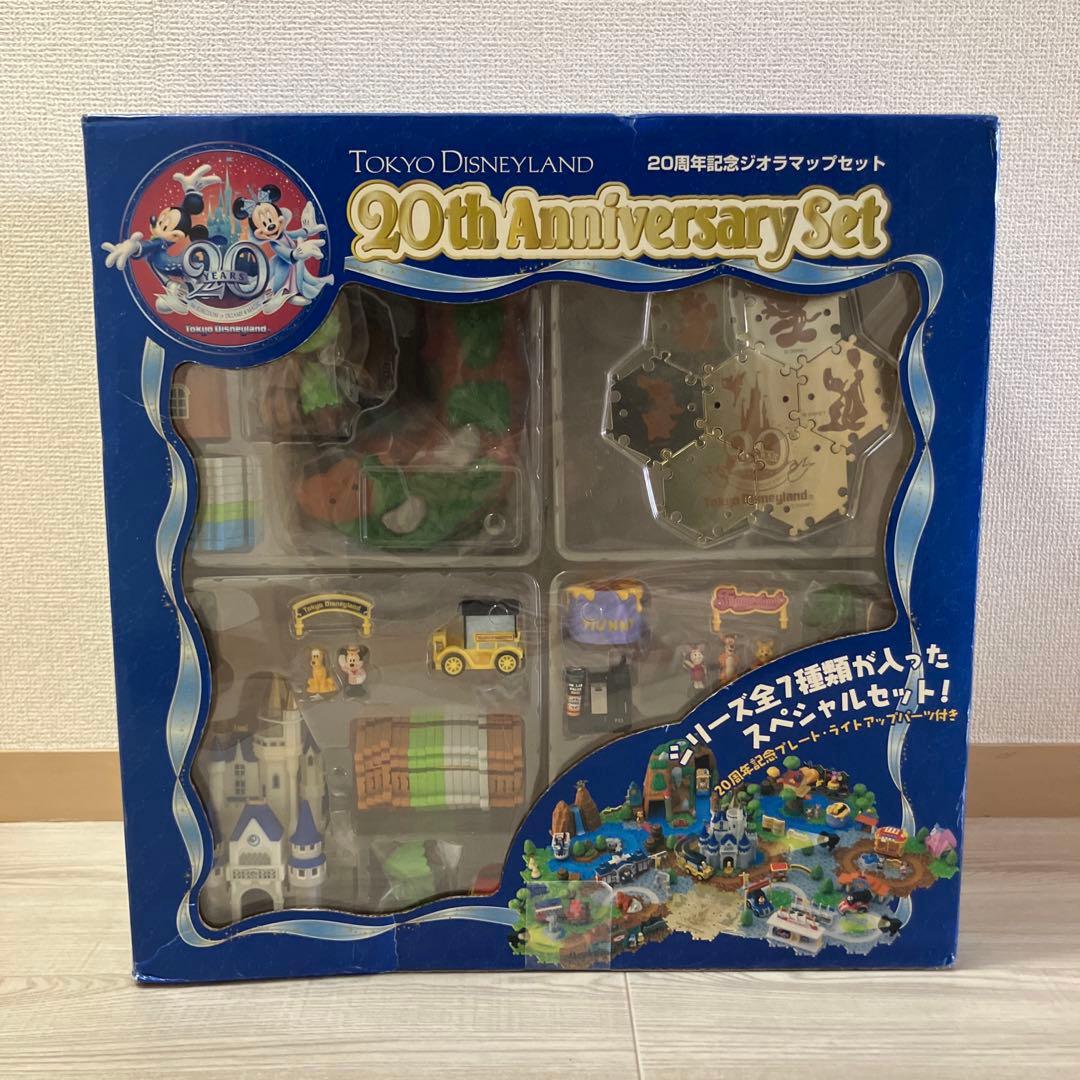 TOKYO DISNEYLAND
20周年記念ジオラママップセット
20th Anniversary Set
20
YEARS
Tokyo Disneyland
20
YEARS
Tokyo Disneyland
Tokyo Disneyland
HUNNY
シリーズ全7種類が入った
スペシャルセット!
20周年記念プレート・ライトアップパーツ付き